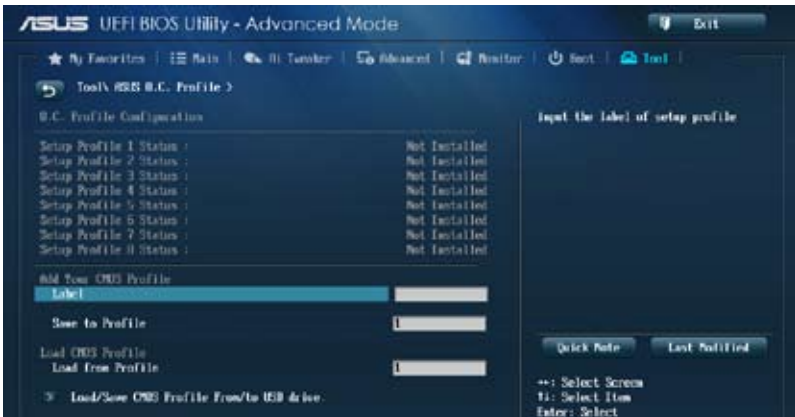 ASUS UEFI BIOS Utility - Advanced Mode
Exit
My Favorites | Main | Ai Tweaker | Advanced | Monitor | Boot | Tool
Tool\ ASUS O.C. Profile >
O.C. Profile Configuration
Input the label of setup profile
Setup Profile 1 Status : Not Installed
Setup Profile 2 Status : Not Installed
Setup Profile 3 Status : Not Installed
Setup Profile 4 Status : Not Installed
Setup Profile 5 Status : Not Installed
Setup Profile 6 Status : Not Installed
Setup Profile 7 Status : Not Installed
Setup Profile 8 Status : Not Installed
Add Your CMOS Profile
Label
Save to Profile 1
Load CMOS Profile
Load from Profile 1
> Load/Save CMOS Profile From/to USB drive.
Quick Note
Last Modified
→←: Select Screen
↑↓: Select Item
Enter: Select